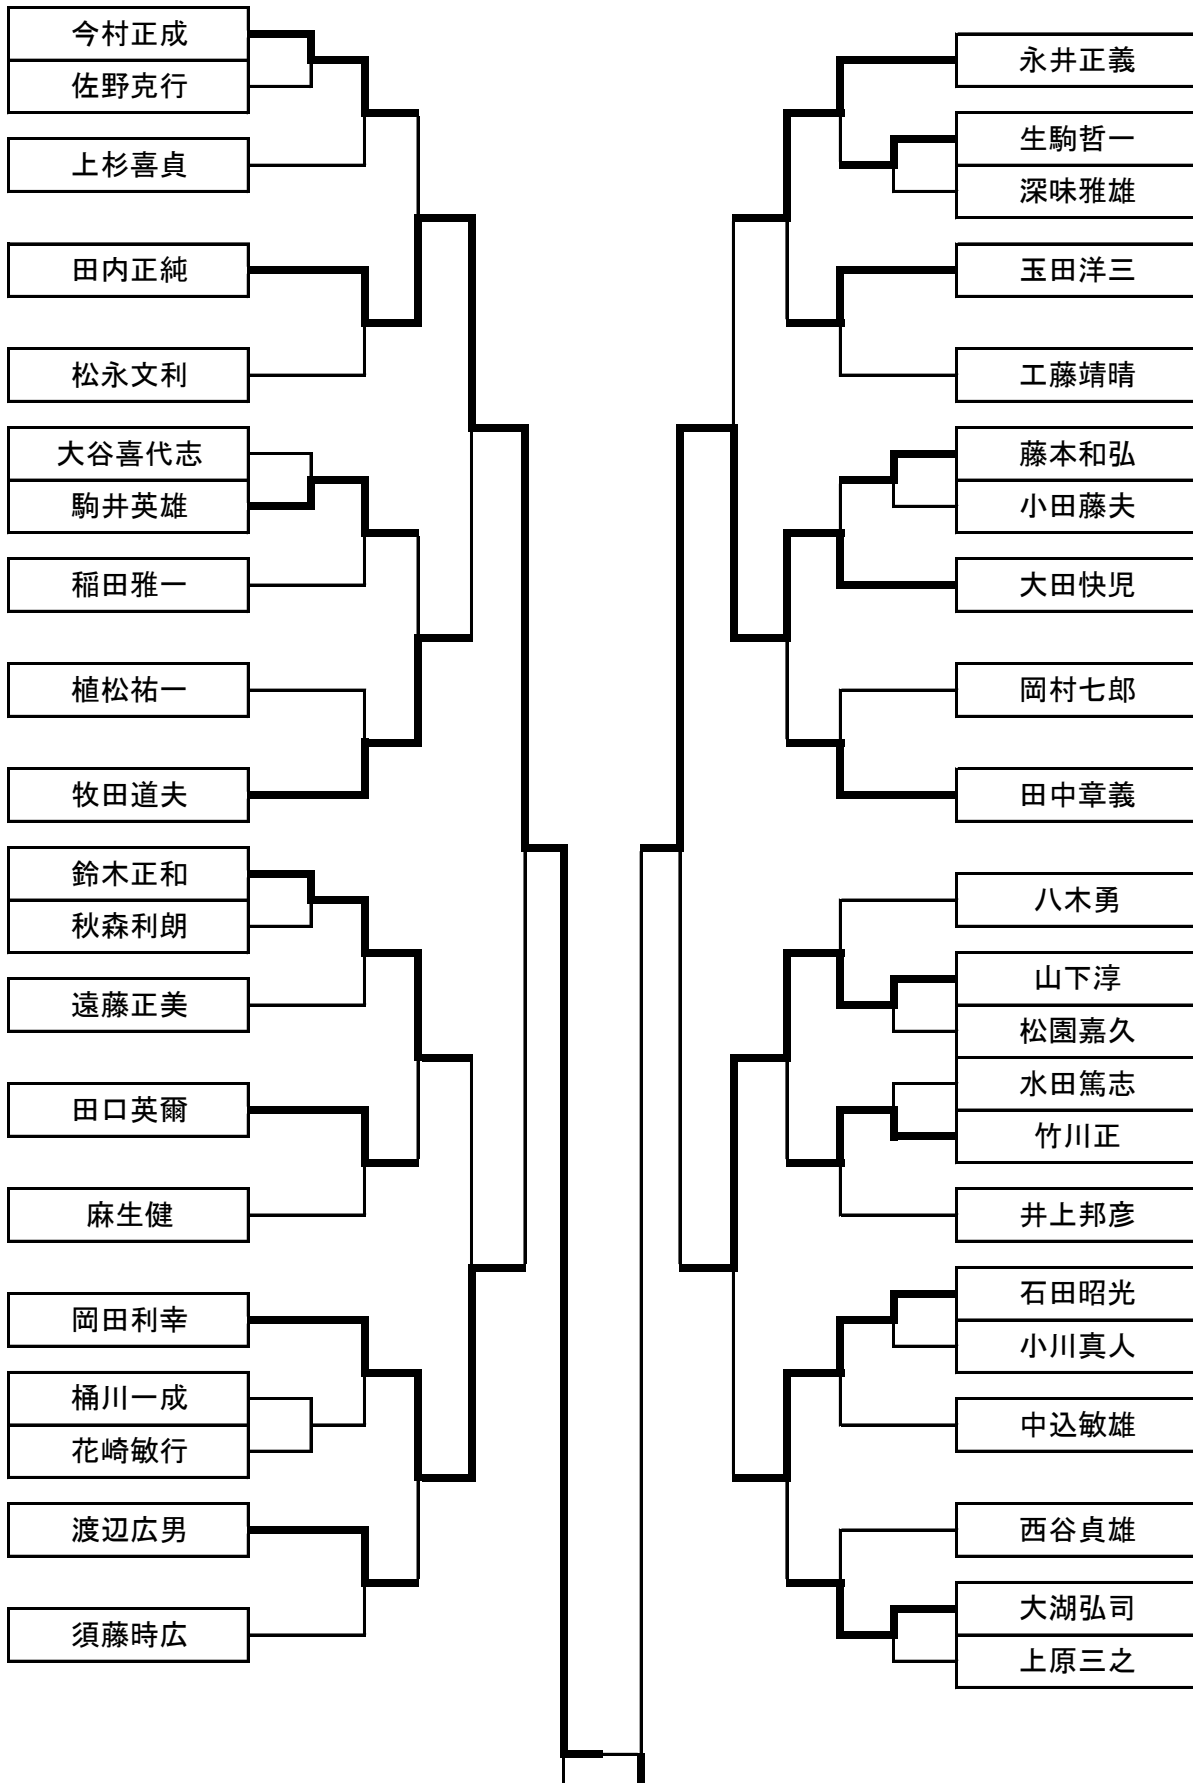 今村正成
佐野克行
上杉喜貞
田内正純
松永文利
大谷喜代志
駒井英雄
稲田雅一
植松祐一
牧田道夫
鈴木正和
秋森利朗
遠藤正美
田口英爾
麻生健
岡田利幸
桶川一成
花崎敏行
渡辺広男
須藤時広
永井正義
生駒哲一
深味雅雄
玉田洋三
工藤靖晴
藤本和弘
小田藤夫
大田快児
岡村七郎
田中章義
八木勇
山下淳
松園嘉久
水田篤志
竹川正
井上邦彦
石田昭光
小川真人
中込敏雄
西谷貞雄
大湖弘司
上原三之